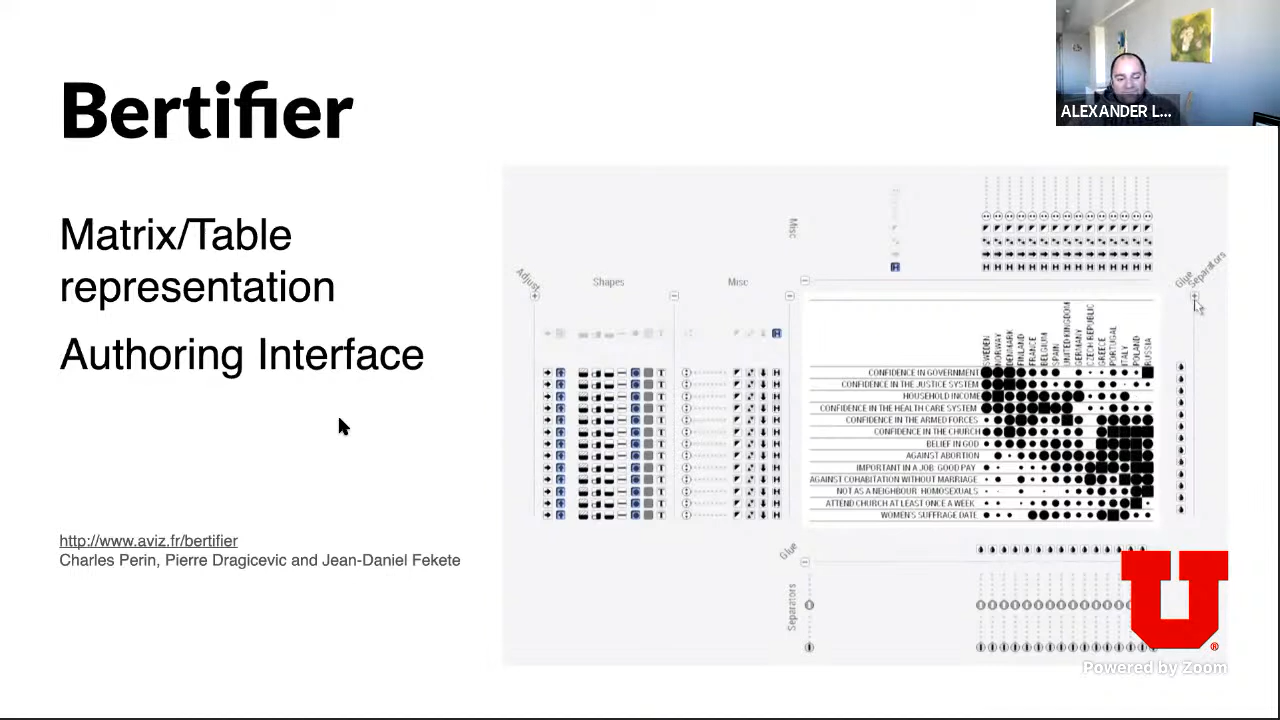 Bertifier
ALEXANDER L...
Matrix/Table
representation
Authoring Interface
http://www.aviz.fr/bertifier
Charles Perin, Pierre Dragicevic and Jean-Daniel Fekete
Misc
Adjust
Shapes
Misc
Glue
Separators
SWEDEN
NORWAY
DENMARK
FINLAND
FRANCE
BELGIUM
SPAIN
UNITED KINGDOM
GERMANY
CZECH REPUBLIC
GREECE
PORTUGAL
ITALY
POLAND
RUSSIA
CONFIDENCE IN GOVERNMENT
CONFIDENCE IN THE JUSTICE SYSTEM
HOUSEHOLD INCOME
CONFIDENCE IN THE HEALTH CARE SYSTEM
CONFIDENCE IN THE ARMED FORCES
CONFIDENCE IN THE CHURCH
BELIEF IN GOD
AGAINST ABORTION
IMPORTANT IN A JOB: GOOD PAY
AGAINST COHABITATION WITHOUT MARRIAGE
NOT AS A NEIGHBOUR: HOMOSEXUALS
ATTEND CHURCH AT LEAST ONCE A WEEK
WOMEN'S SUFFRAGE DATE
Glue
Separators
U
®
Powered by Zoom